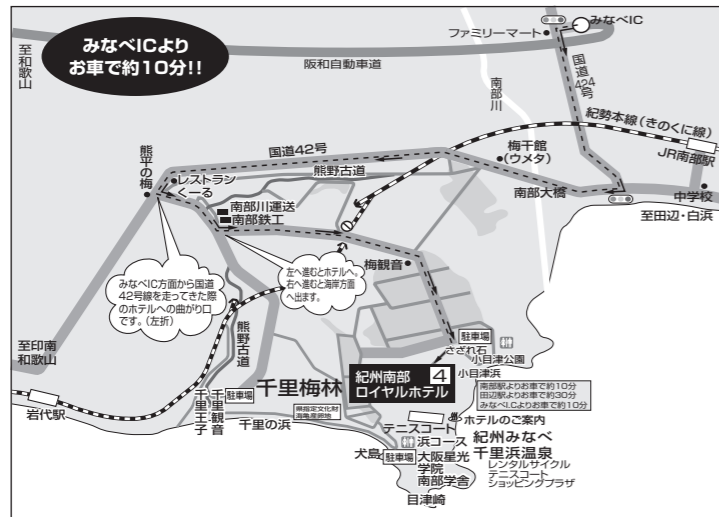 みなべICより
お車で約10分!!
至和歌山
阪和自動車道
ファミリーマート
みなべIC
国道424号
南部川
紀勢本線(きのくに線)
JR南部駅
国道42号
熊野古道
梅干館
(ウメタ)
南部大橋
中学校
至田辺・白浜
熊平の梅
レストラン
くーる
南部川運送
南部鉄工
みなべIC方面から国道
42号線を走ってきた際
のホテルへの曲がり口
です。(左折)
左へ進むとホテルへ。
右へ進むと海岸方面
へ出ます。
梅観音
至印南
和歌山
熊野古道
岩代駅
駐車場
さざれ石
小目津公園
小目津浜
紀州南部
ロイヤルホテル
4
南部駅よりお車で約10分
田辺駅よりお車で約30分
みなべI.Cよりお車で約10分
千里梅林
駐車場
千里観音
千里王子
千里の浜
県指定文化財
海亀産卵地
テニスコート
浜コース
ホテルのご案内
紀州みなべ
千里浜温泉
レンタルサイクル
テニスコート
ショッピングプラザ
犬島
駐車場
大阪星光
学院
南部学舎
目津崎